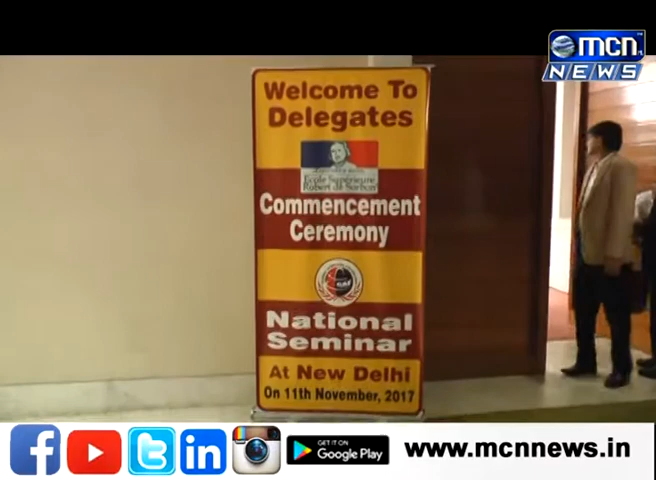 mcn
NEWS
Welcome To
Delegates
Ecole Supérieure
Robert de Sorbon
Commencement
Ceremony
National
Seminar
At New Delhi
On 11th November, 2017
GET IT ON
Google Play
www.mcnnews.in